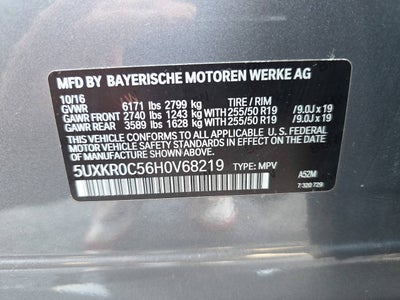 MFD BY BAYERISCHE MOTOREN WERKE AG
10/16 TIRE / RIM
GVWR 6171 lbs 2799 kg
GAWR FRONT 2740 lbs 1243 kg WITH 255/50 R19 /9.0J x 19
GAWR REAR 3589 lbs 1628 kg WITH 255/50 R19 /9.0J x 19
THIS VEHICLE CONFORMS TO ALL APPLICABLE U. S. FEDERAL
MOTOR VEHICLE SAFETY STANDARDS IN EFFECT ON THE DATE
OF MANUFACTURE SHOWN ABOVE.
5UXKR0C56H0V68219 TYPE: MPV A52M
7 320 729